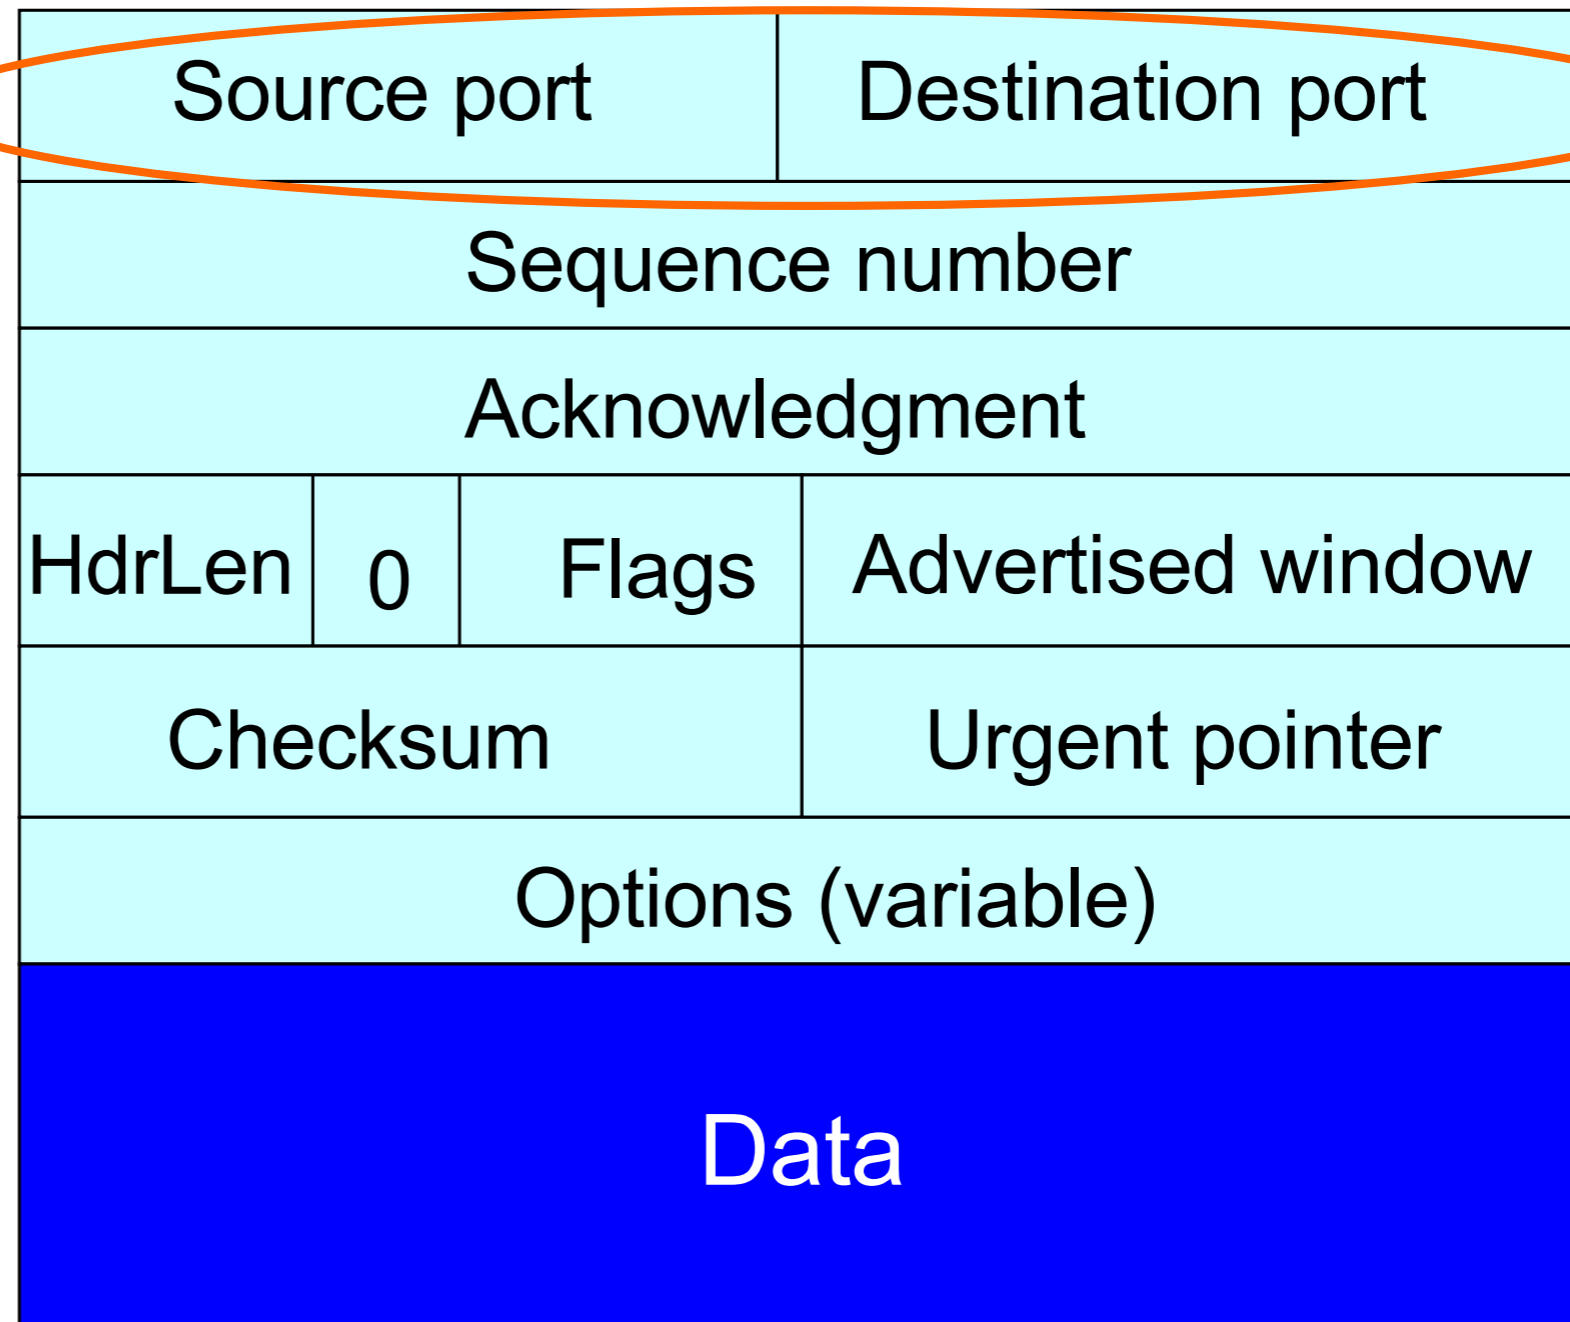 Source port Destination port
Sequence number
Acknowledgment
HdrLen 0 Flags Advertised window
Checksum Urgent pointer
Options (variable)
Data